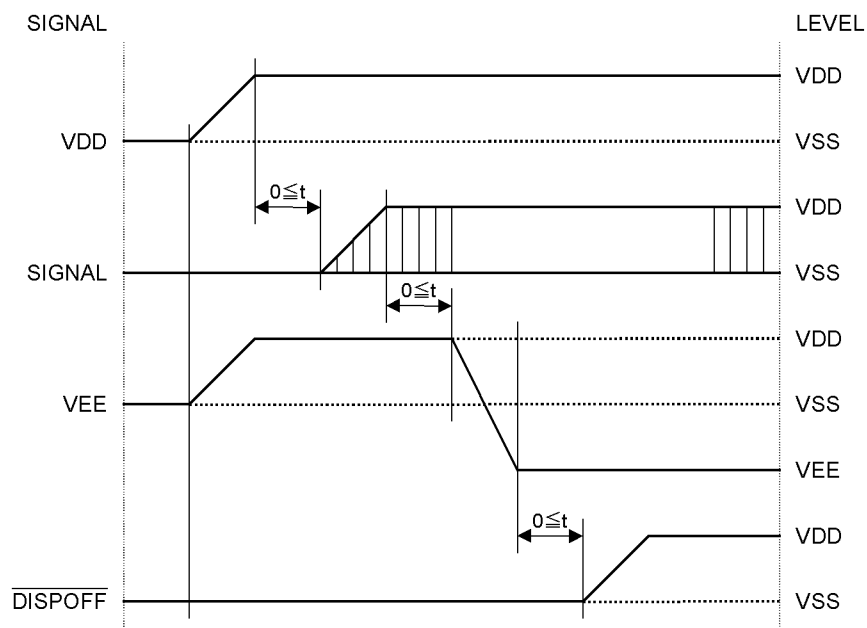 SIGNAL LEVEL
VDD
VDD VSS
0≦t
VDD
SIGNAL VSS
0≦t
VDD
VEE VSS
VEE
0≦t
VDD
DISPOFF VSS